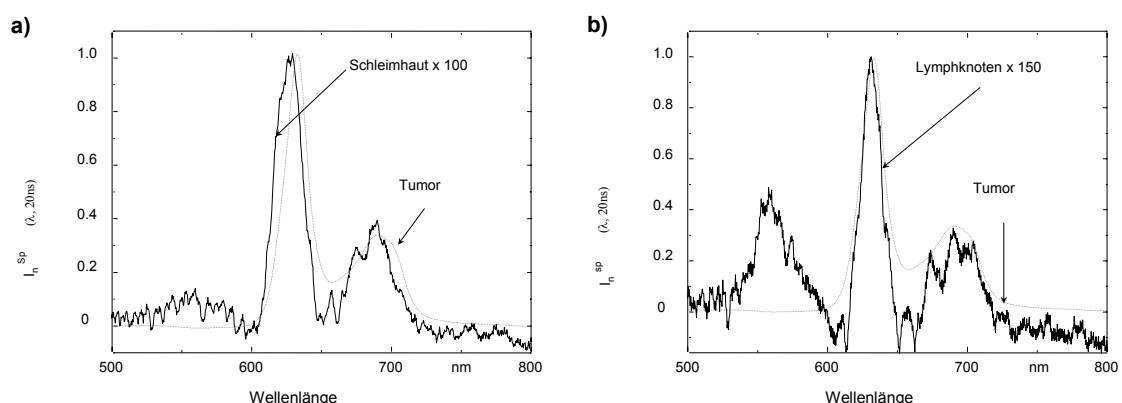 a)
1.0
0.8
0.6
0.4
0.2
0
I_n^Sp (λ, 20ns)
Schleimhaut x 100
Tumor
500
600
700
nm
800
Wellenlänge
b)
1.0
0.8
0.6
0.4
0.2
0
I_n^sp (λ, 20ns)
Lymphknoten x 150
Tumor
500
600
700
nm
800
Wellenlänge